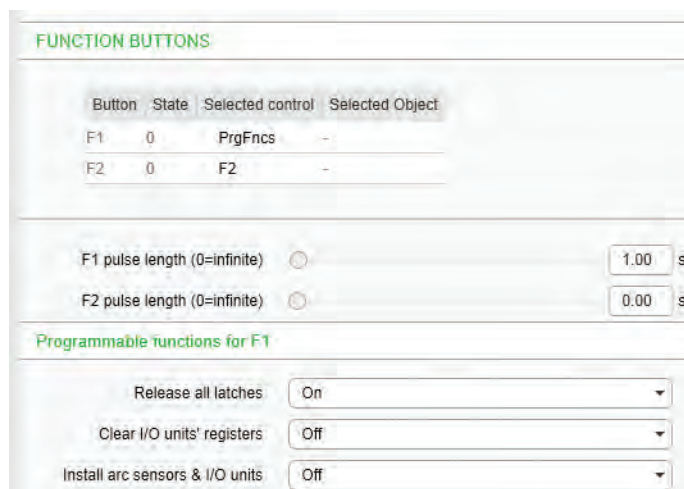 FUNCTION BUTTONS
Button State Selected control Selected Object
F1 0 PrgFncs -
F2 0 F2 -
F1 pulse length (0=infinite) 1.00 s
F2 pulse length (0=infinite) 0.00 s
Programmable functions for F1
Release all latches On
Clear I/O units' registers Off
Install arc sensors & I/O units Off